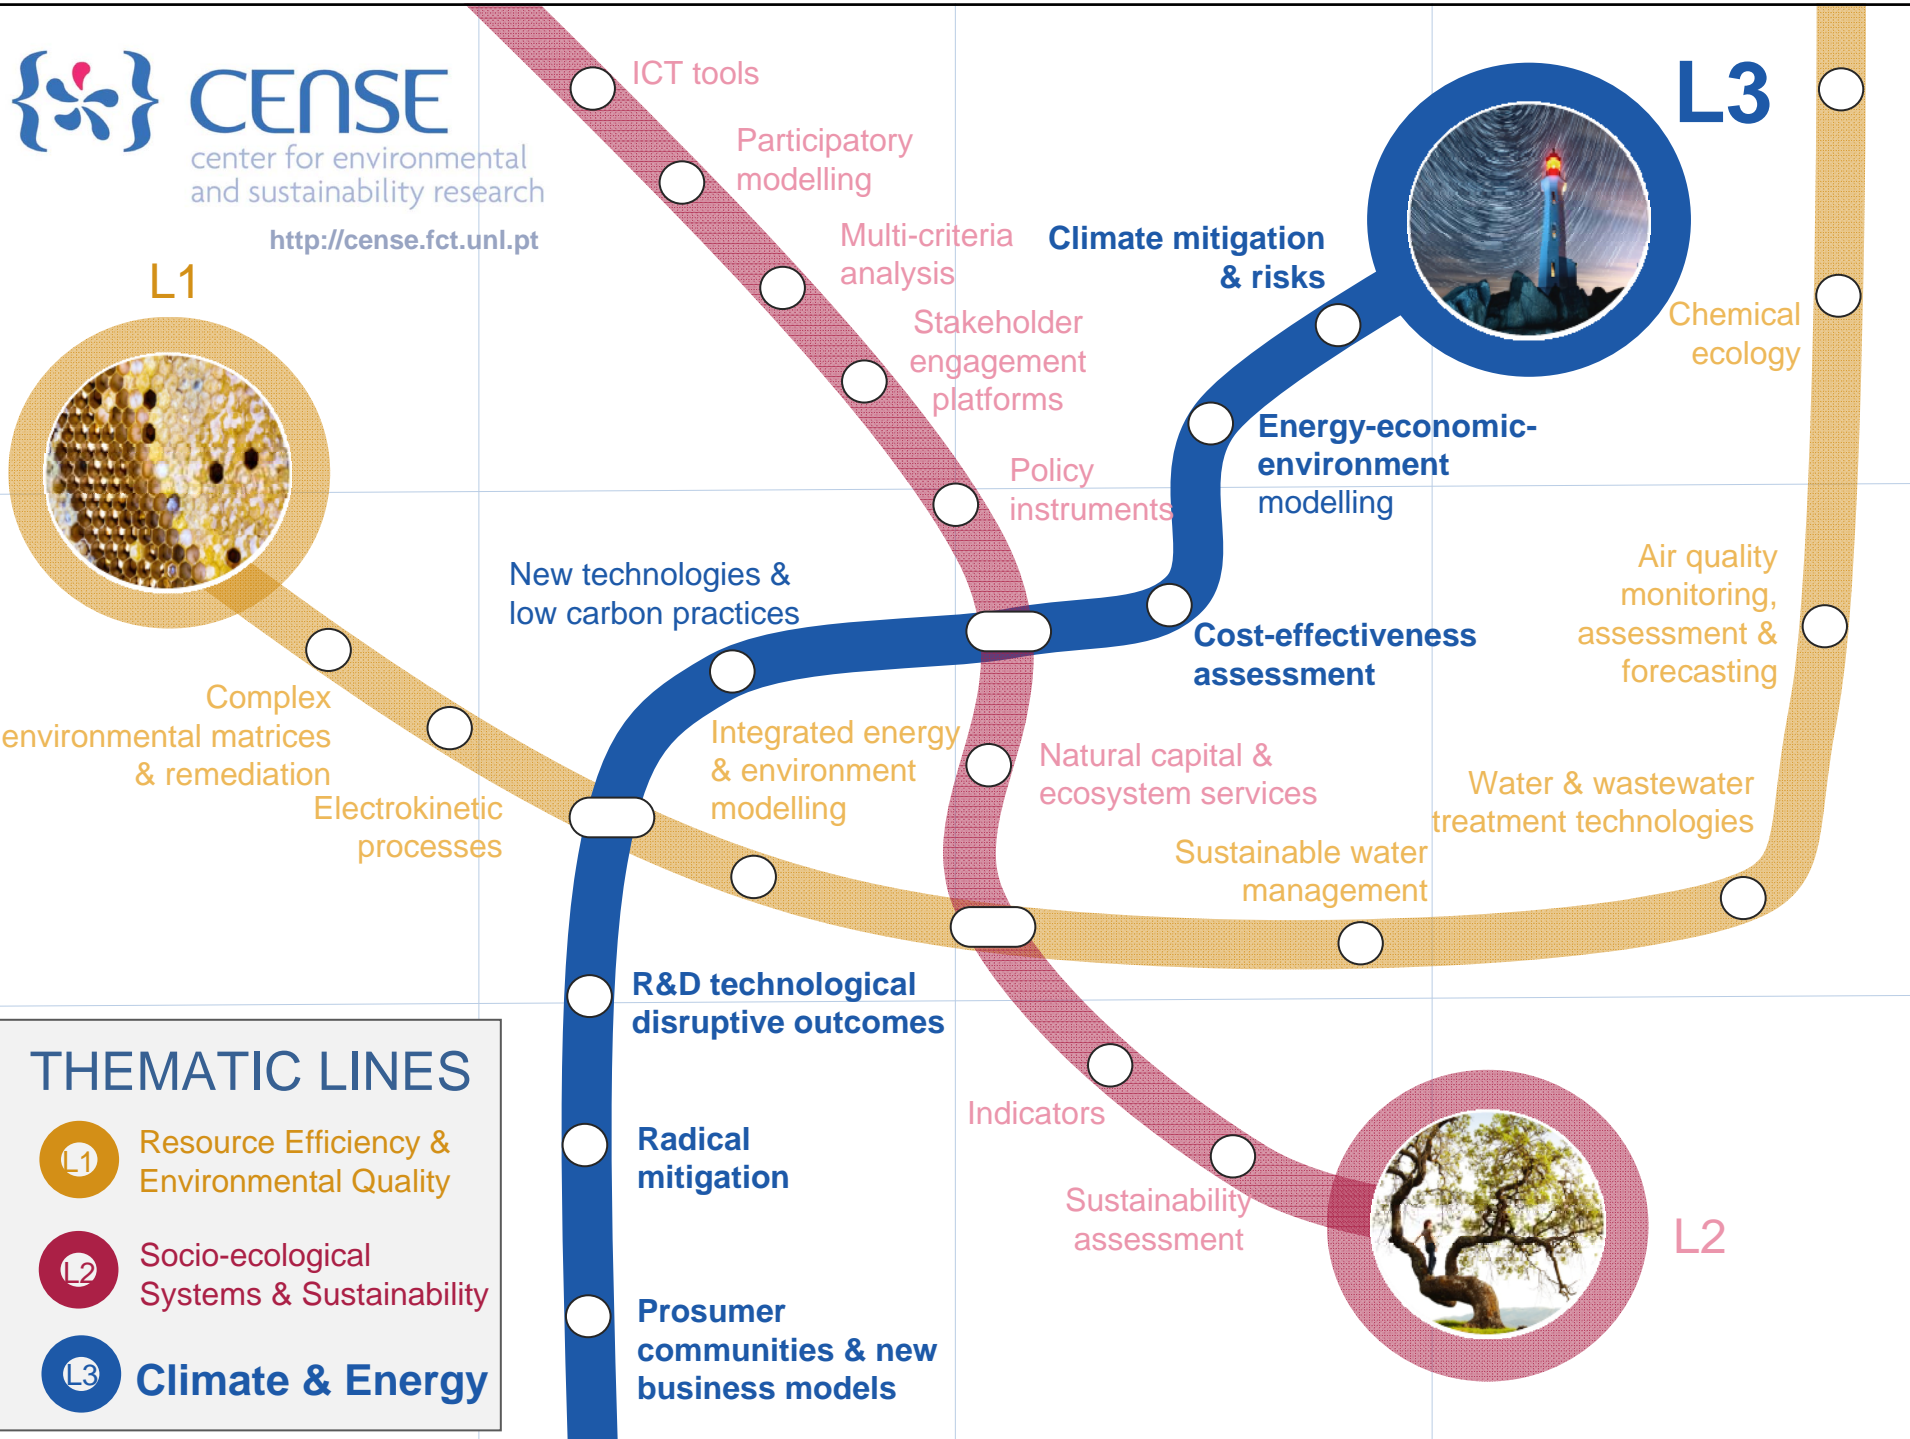 CENSE
center for environmental
and sustainability research
http://cense.fct.unl.pt
L1
ICT tools
Participatory
modelling
Multi-criteria
analysis
Stakeholder
engagement
platforms
Policy
instruments
Climate mitigation
& risks
L3
Energy-economic-
environment
modelling
Chemical
ecology
Air quality
monitoring,
assessment &
forecasting
New technologies &
low carbon practices
Cost-effectiveness
assessment
Complex
environmental matrices
& remediation
Electrokinetic
processes
Integrated energy
& environment
modelling
Natural capital &
ecosystem services
Water & wastewater
treatment technologies
Sustainable water
management
R&D technological
disruptive outcomes
Radical
mitigation
Prosumer
communities & new
business models
Indicators
Sustainability
assessment
L2
THEMATIC LINES
L1
Resource Efficiency &
Environmental Quality
L2
Socio-ecological
Systems & Sustainability
L3
Climate & Energy